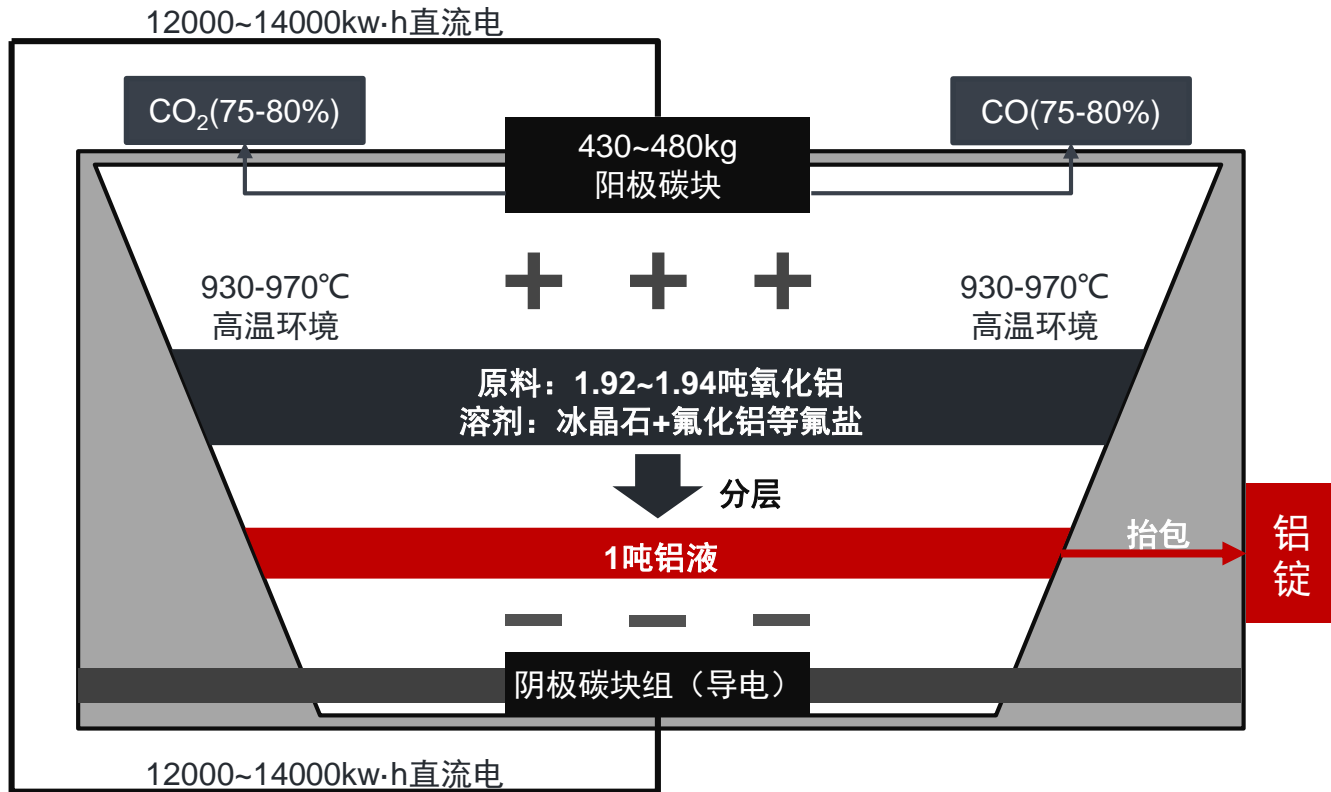 12000~14000kw·h直流电
CO₂(75-80%)
CO(75-80%)
430~480kg
阳极碳块
930-970℃
高温环境
930-970℃
高温环境
原料：1.92~1.94吨氧化铝
溶剂：冰晶石+氟化铝等氟盐
分层
1吨铝液
抬包
铝
锭
阴极碳块组（导电）
12000~14000kw·h直流电